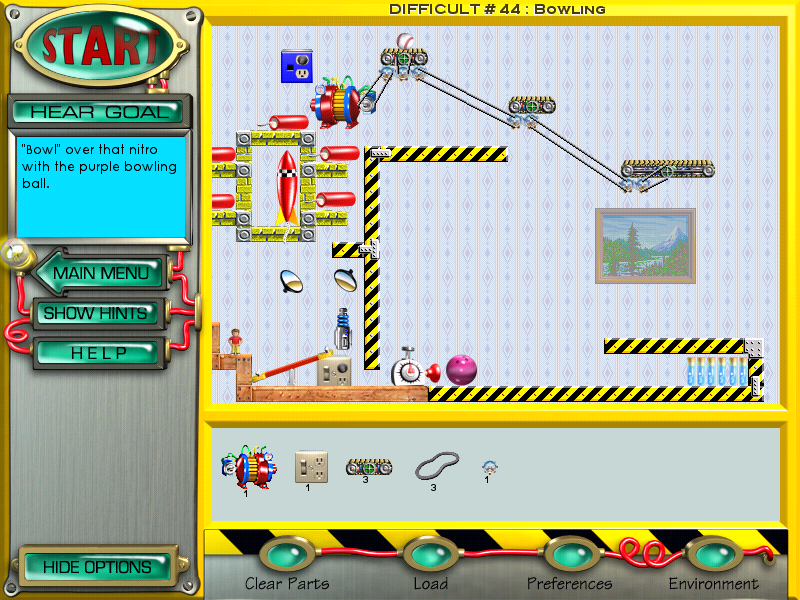 DIFFICULT # 44 : BOWLING
START
HEAR GOAL
"Bowl" over that nitro
with the purple bowling
ball.
MAIN MENU
SHOW HINTS
HELP
HIDE OPTIONS
1
1
3
3
1
Clear Parts
Load
Preferences
Environment